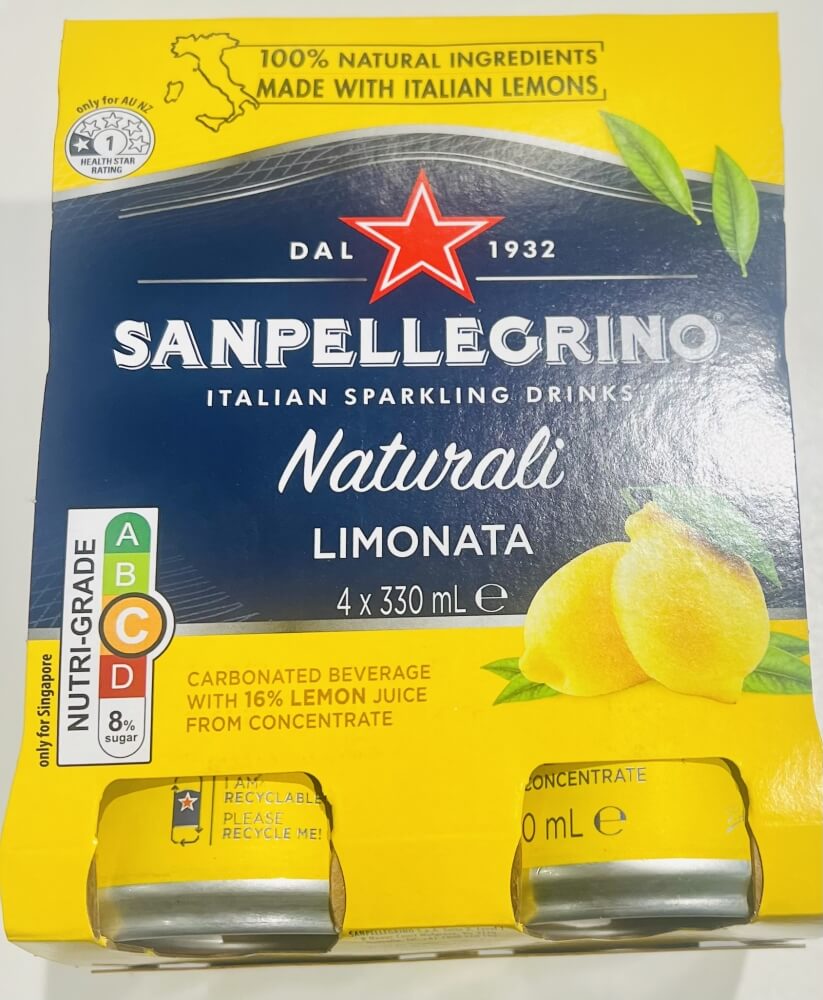 100% NATURAL INGREDIENTS
MADE WITH ITALIAN LEMONS
only for AU NZ
1
HEALTH STAR
RATING
DAL 1932
SANPELLEGRINO®
ITALIAN SPARKLING DRINKS
Naturali
LIMONATA
4 x 330 mL ℮
only for Singapore
NUTRI-GRADE
A
B
C
D
8%
sugar
CARBONATED BEVERAGE
WITH 16% LEMON JUICE
FROM CONCENTRATE
I AM
RECYCLABLE
PLEASE
RECYCLE ME!
CONCENTRATE
0 mL ℮